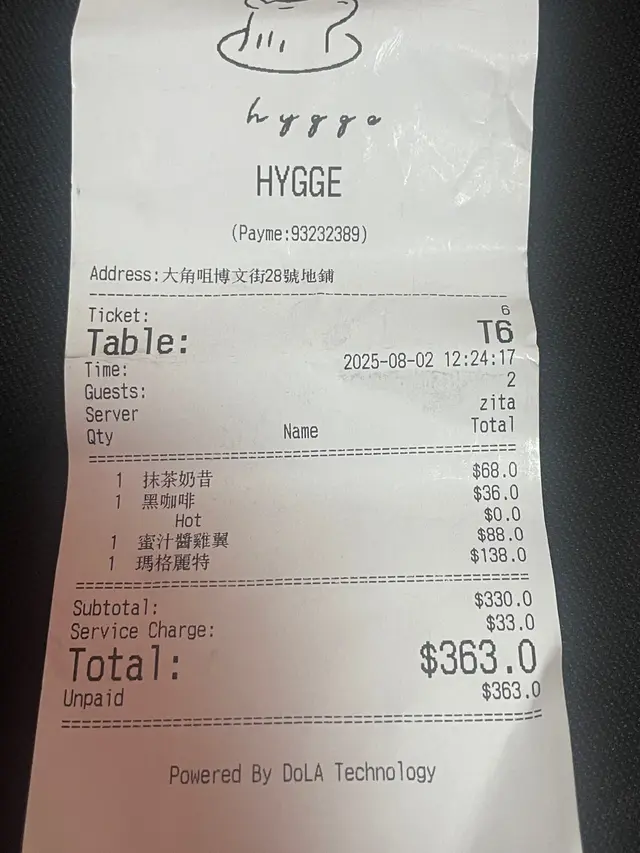 hygge
HYGGE
(Payme:93232389)
Address:大角咀博文街28號地鋪
Ticket: 6
Table: T6
Time: 2025-08-02 12:24:17
Guests: 2
Server zita
Qty Name Total
1 抹茶奶昔 $68.0
1 黑咖啡 $36.0
Hot $0.0
1 蜜汁醬雞翼 $88.0
1 瑪格麗特 $138.0
Subtotal: $330.0
Service Charge: $33.0
Total: $363.0
Unpaid $363.0
Powered By DoLA Technology